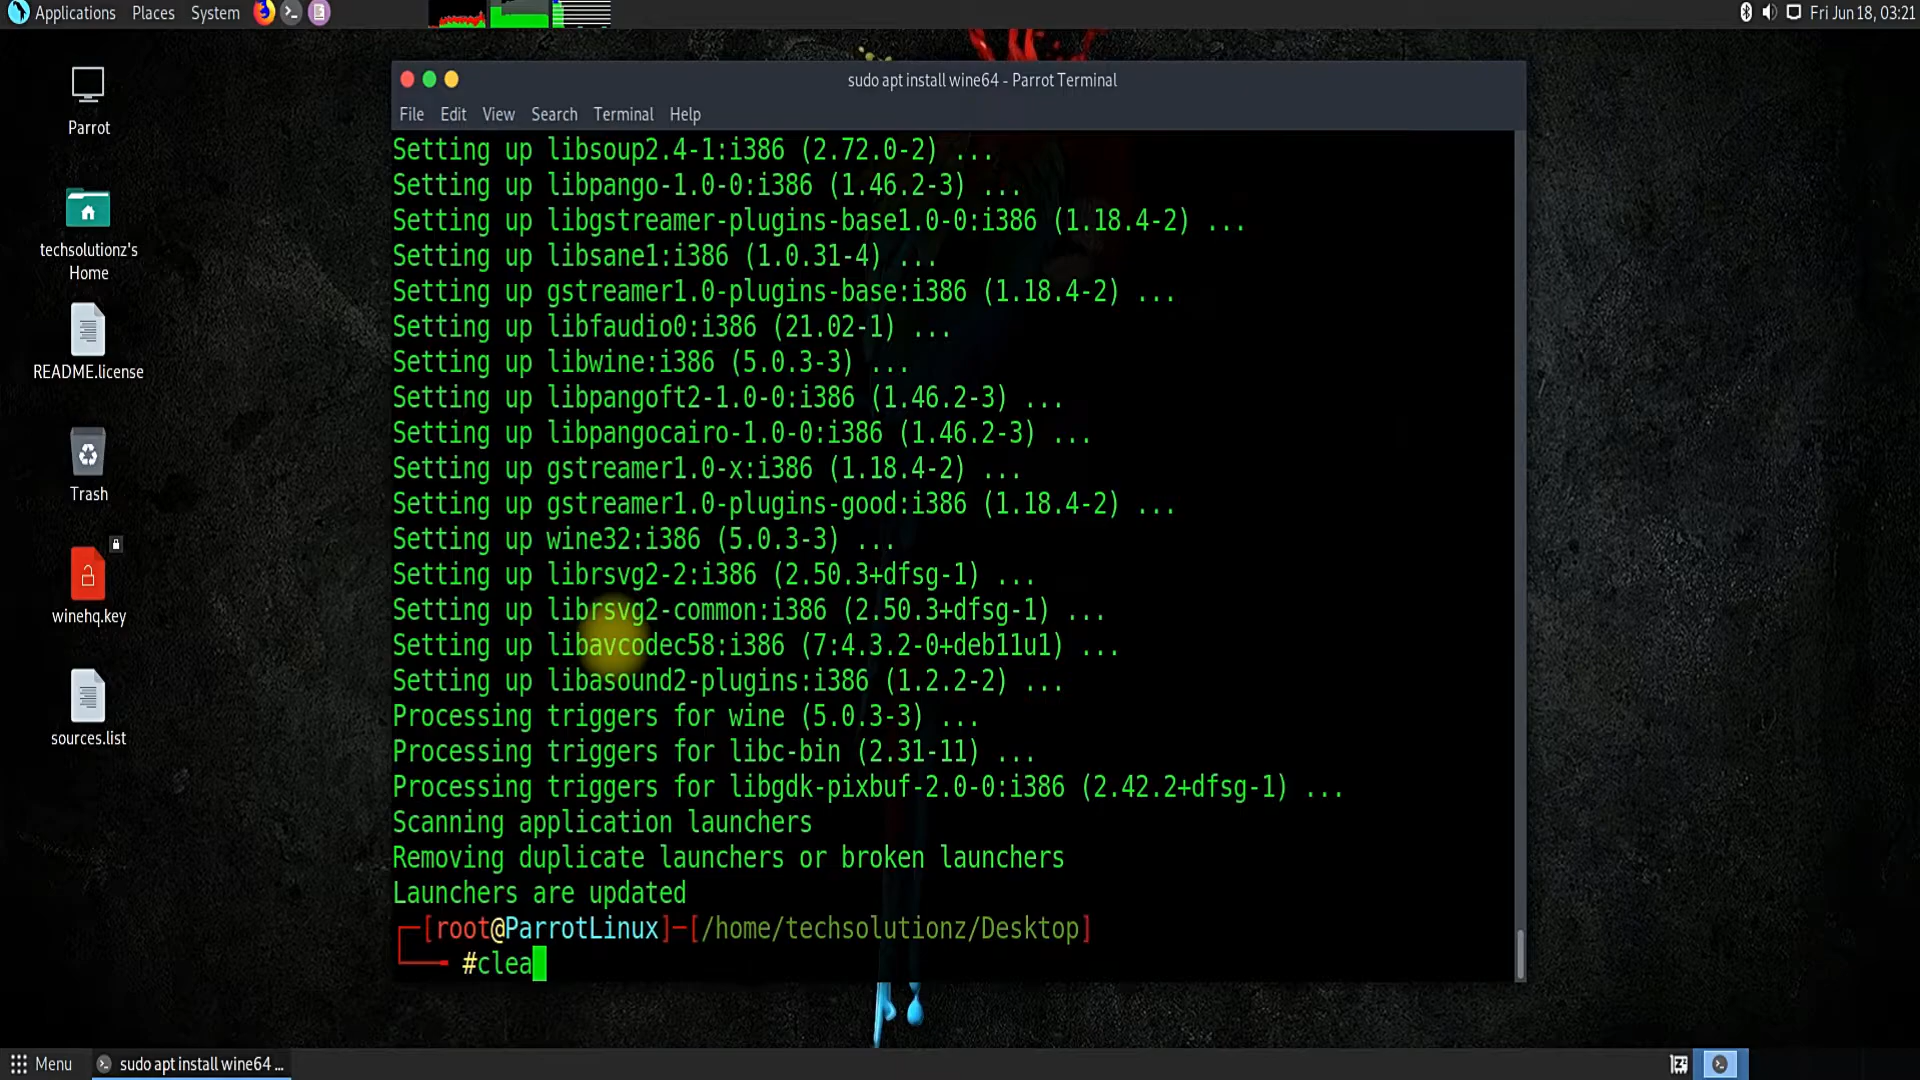 Applications Places System
Fri Jun 18, 03:21
sudo apt install wine64 - Parrot Terminal
File Edit View Search Terminal Help
Setting up libsoup2.4-1:i386 (2.72.0-2) ...
Setting up libpango-1.0-0:i386 (1.46.2-3) ...
Setting up libgstreamer-plugins-base1.0-0:i386 (1.18.4-2) ...
Setting up libsane1:i386 (1.0.31-4) ...
Setting up gstreamer1.0-plugins-base:i386 (1.18.4-2) ...
Setting up libfaudio0:i386 (21.02-1) ...
Setting up libwine:i386 (5.0.3-3) ...
Setting up libpangoft2-1.0-0:i386 (1.46.2-3) ...
Setting up libpangocairo-1.0-0:i386 (1.46.2-3) ...
Setting up gstreamer1.0-x:i386 (1.18.4-2) ...
Setting up gstreamer1.0-plugins-good:i386 (1.18.4-2) ...
Setting up wine32:i386 (5.0.3-3) ...
Setting up librsvg2-2:i386 (2.50.3+dfsg-1) ...
Setting up librsvg2-common:i386 (2.50.3+dfsg-1) ...
Setting up libavcodec58:i386 (7:4.3.2-0+deb11u1) ...
Setting up libasound2-plugins:i386 (1.2.2-2) ...
Processing triggers for wine (5.0.3-3) ...
Processing triggers for libc-bin (2.31-11) ...
Processing triggers for libgdk-pixbuf-2.0-0:i386 (2.42.2+dfsg-1) ...
Scanning application launchers
Removing duplicate launchers or broken launchers
Launchers are updated
[root@ParrotLinux]─[/home/techsolutionz/Desktop]
#clea
Parrot
techsolutionz's
Home
README.license
Trash
winehq.key
sources.list
Menu
sudo apt install wine64 ...